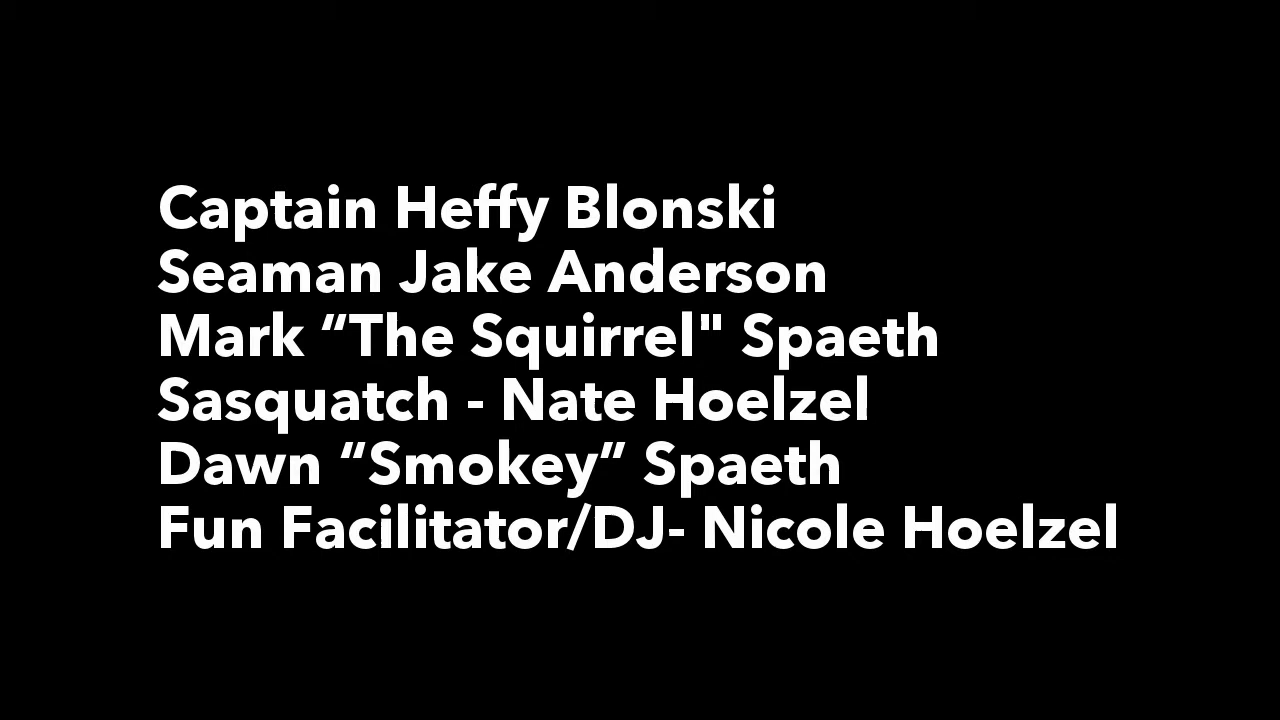 Captain Heffy Blonski
Seaman Jake Anderson
Mark “The Squirrel" Spaeth
Sasquatch - Nate Hoelzel
Dawn “Smokey” Spaeth
Fun Facilitator/DJ- Nicole Hoelzel